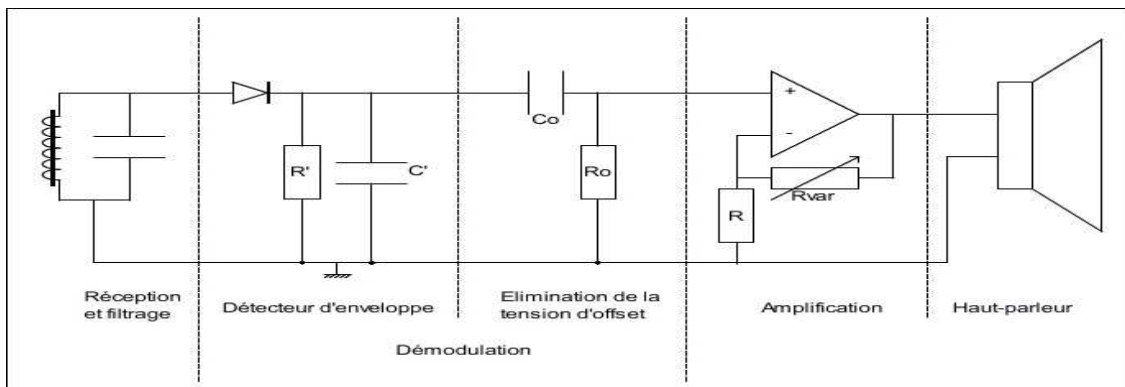 Co
R'
C'
Ro
+
-
Rvar
R
Réception
et filtrage
Détecteur d'enveloppe
Elimination de la
tension d'offset
Amplification
Haut-parleur
Démodulation